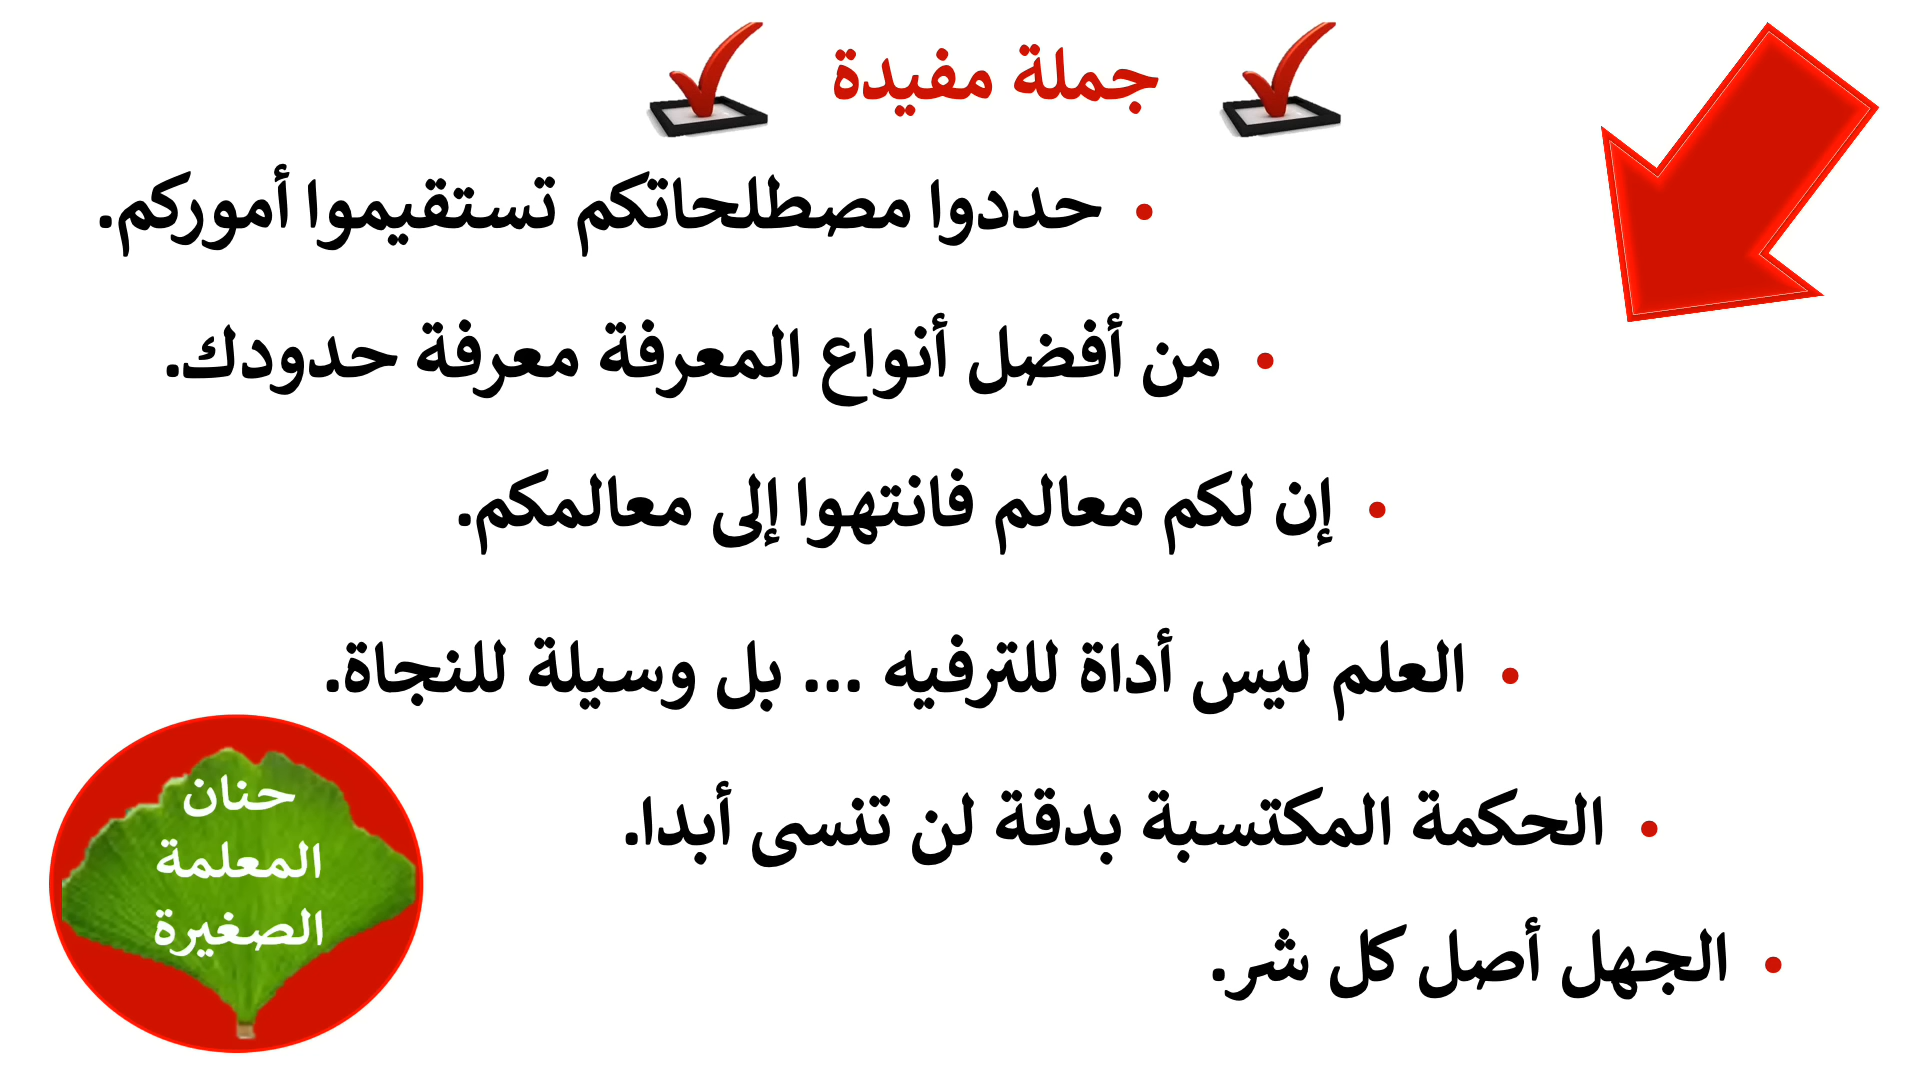 جملة مفيدة
• حددوا مصطلحاتكم تستقيموا أموركم.
• من أفضل أنواع المعرفة معرفة حدودك.
• إن لكم معالم فانتهوا إلى معالمكم.
• العلم ليس أداة للترفيه ... بل وسيلة للنجاة.
• الحكمة المكتسبة بدقة لن تنسى أبدا.
• الجهل أصل كل شر.
حنان
المعلمة
الصغيرة